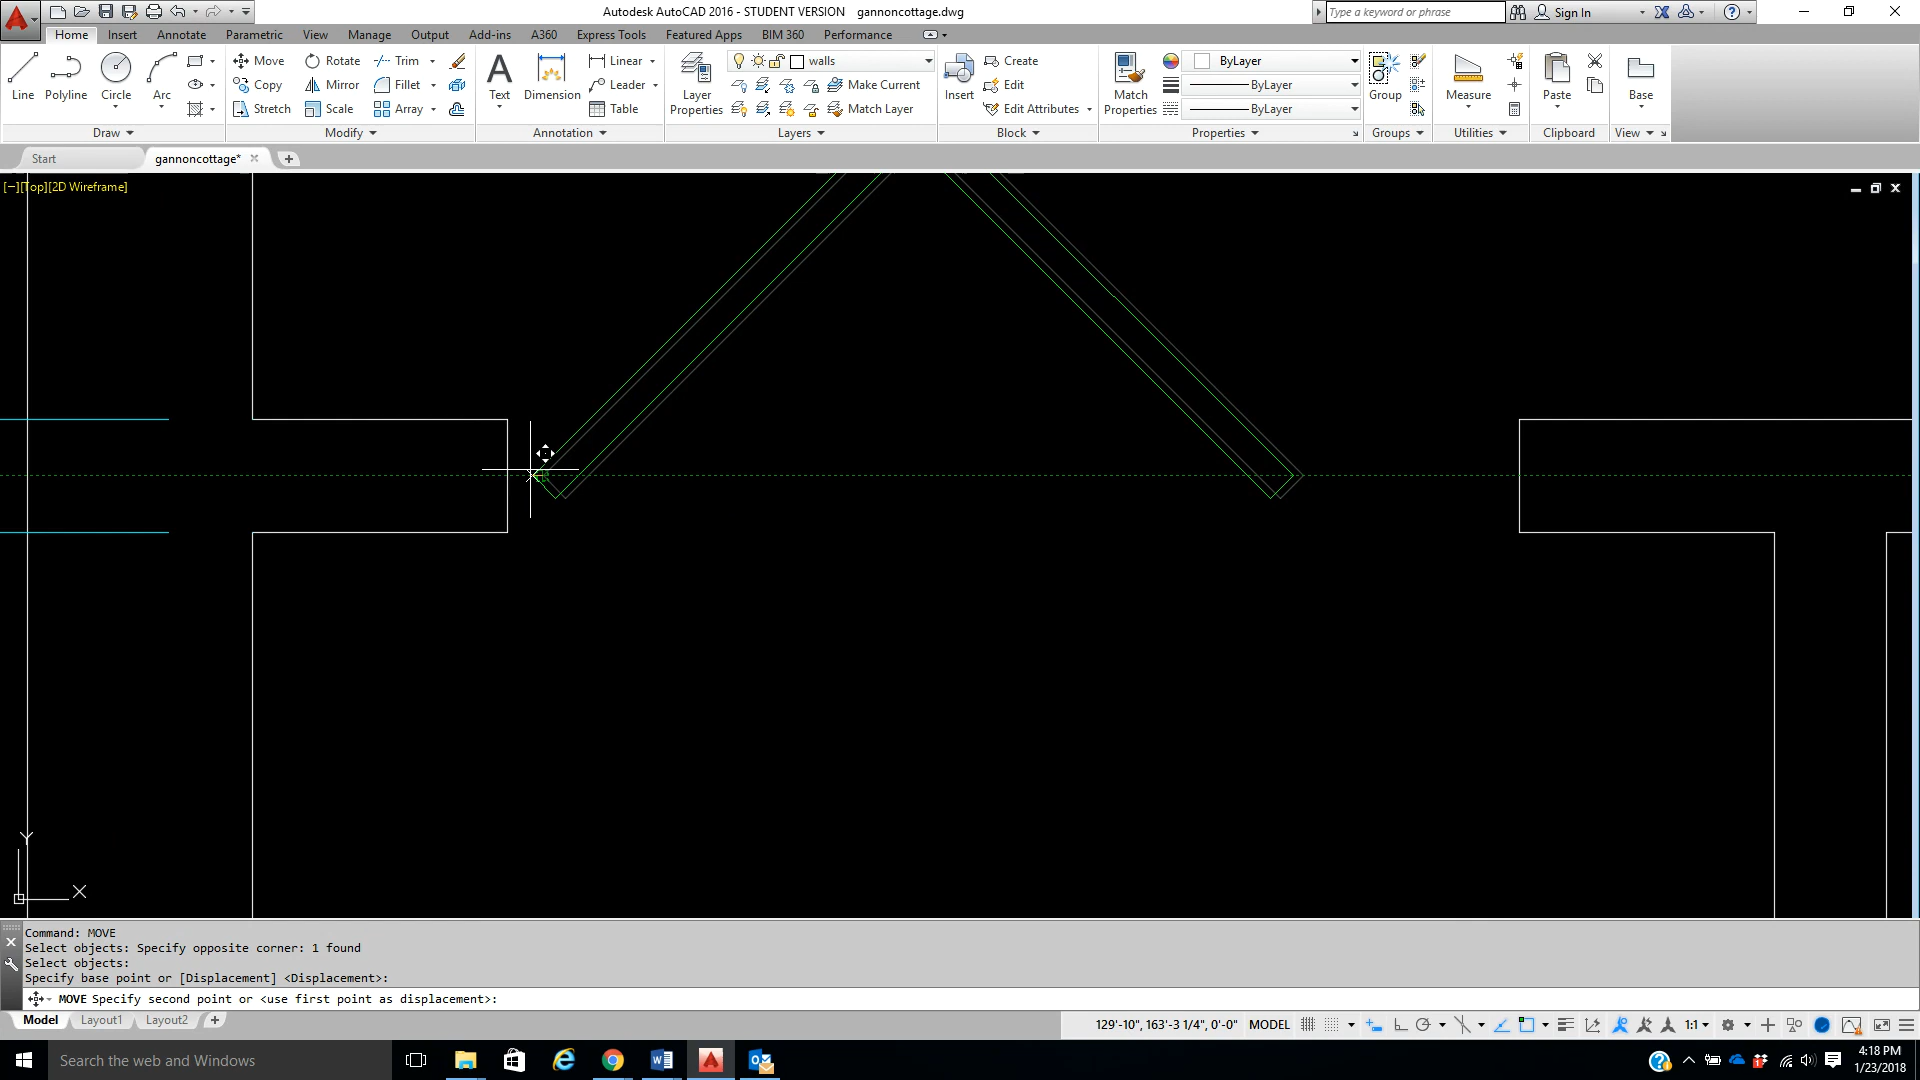 Autodesk AutoCAD 2016 - STUDENT VERSION gannoncottage.dwg
Type a keyword or phrase
Sign In
Home Insert Annotate Parametric View Manage Output Add-ins A360 Express Tools Featured Apps BIM 360 Performance
Line Polyline Circle Arc
Move Rotate Trim
Copy Mirror Fillet
Stretch Scale Array
Text Dimension
Linear
Leader
Table
Layer Properties
walls
Make Current
Match Layer
Insert
Create
Edit
Edit Attributes
Match Properties
ByLayer
ByLayer
ByLayer
Group
Measure
Paste
Base
Draw Modify Annotation Layers Block Properties Groups Utilities Clipboard View
Start gannoncottage*
[−][Top][2D Wireframe]
Y
X
Command: MOVE
Select objects: Specify opposite corner: 1 found
Select objects:
Specify base point or [Displacement] <Displacement>:
MOVE Specify second point or <use first point as displacement>:
Model Layout1 Layout2
129'-10", 163'-3 1/4", 0'-0" MODEL
1:1
Search the web and Windows
4:18 PM
1/23/2018